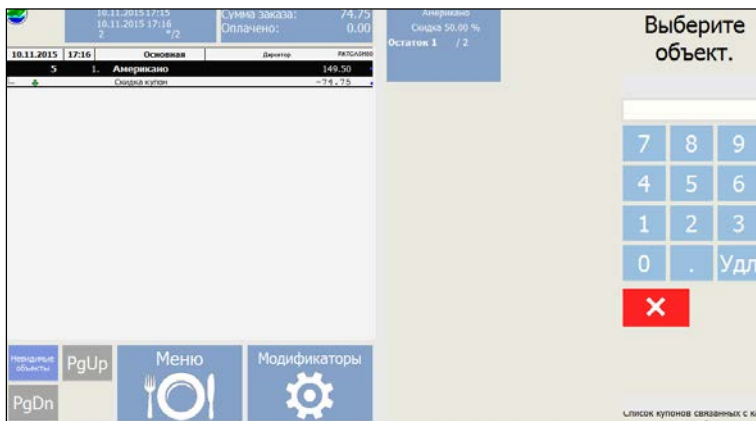 10.11.2015 17:15
10.11.2015 17:16
2 */2
Сумма заказа: 74.75
Оплачено: 0.00
10.11.2015 17:16 Основная Директор
5 1. Американо 149.50
Скидка купон -74.75
Американо
Скидка 50.00 %
Остаток 1 / 2
Выберите
объект.
7 8 9
4 5 6
1 2 3
0 . Удл
Невидимые
объекты
PgUp
PgDn
Меню
Модификаторы
Список купонов связанных с к